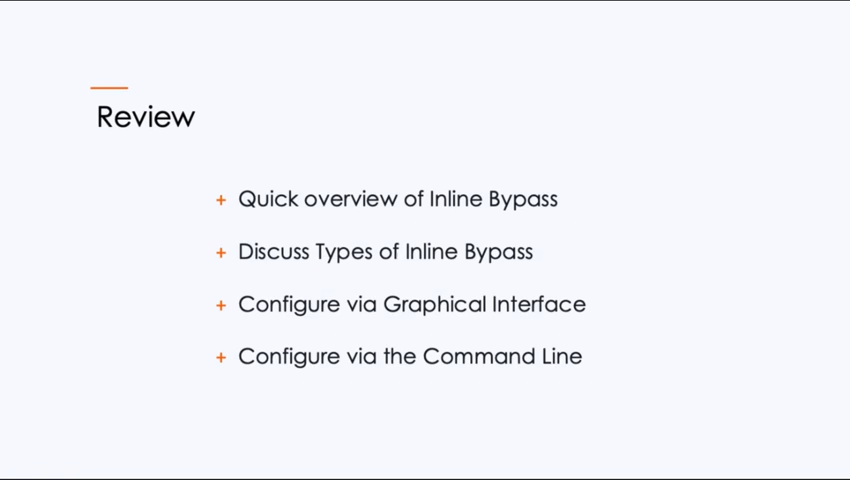 Review
+ Quick overview of Inline Bypass
+ Discuss Types of Inline Bypass
+ Configure via Graphical Interface
+ Configure via the Command Line